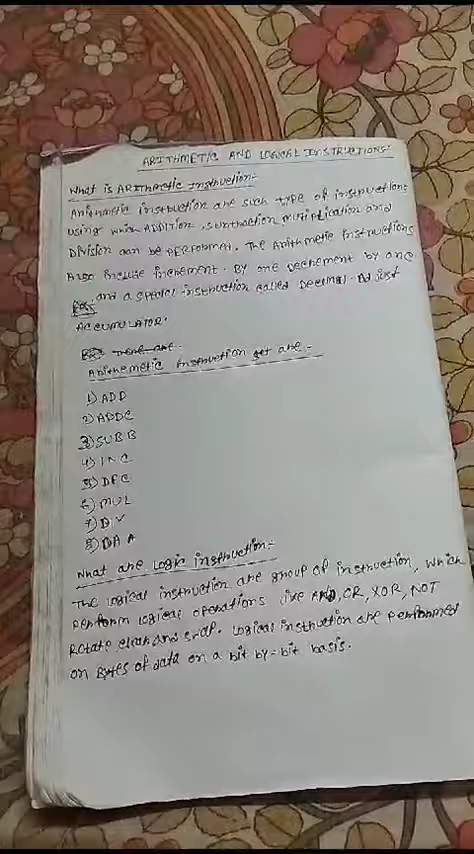 ARITHMETIC AND LOGICAL INSTRUCTIONS:
What is ARITHMETIC Instruction:-
Arithmetic instruction are such type of instructions
using which ADDition, subtraction multiplication and
Division can be PERFORMED. The Arithmetic Instructions
Also include increment. By one decrement by one
and a special instruction called Decimal. Adjust
ACCUMULATOR.
Arithemetic Instruction set are:-
1) ADD
2) ADDC
3) SUBB
4) INC
5) DEC
6) MUL
7) DIV
8) DA A
What are Logic instruction:-
The Logical instruction are group of instruction, which
perform Logical operations like AND, OR, XOR, NOT
Rotate clear and swap. Logical instruction are performed
on Bytes of data on a bit by-bit basis.